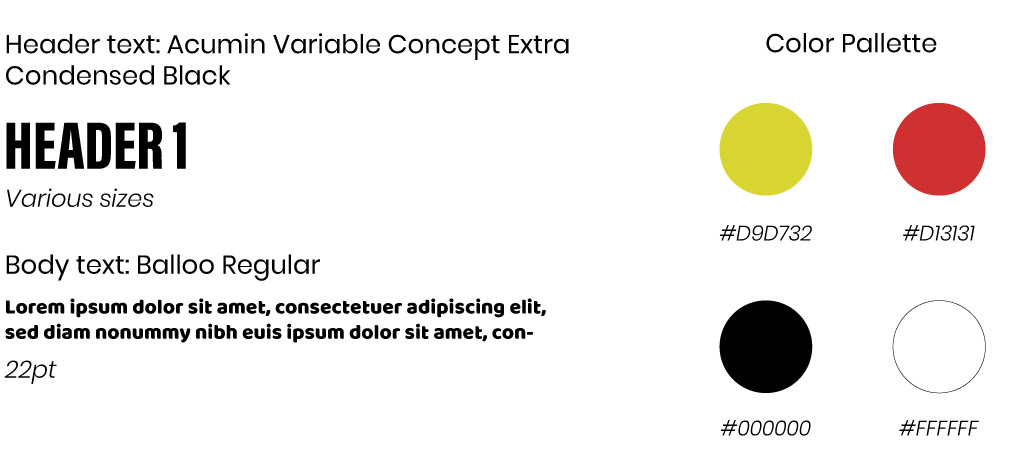 Header text: Acumin Variable Concept Extra
Condensed Black
HEADER 1
Various sizes
Body text: Balloo Regular
Lorem ipsum dolor sit amet, consectetuer adipiscing elit,
sed diam nonummy nibh euis ipsum dolor sit amet, con-
22pt
Color Pallette
#D9D732
#D13131
#000000
#FFFFFF